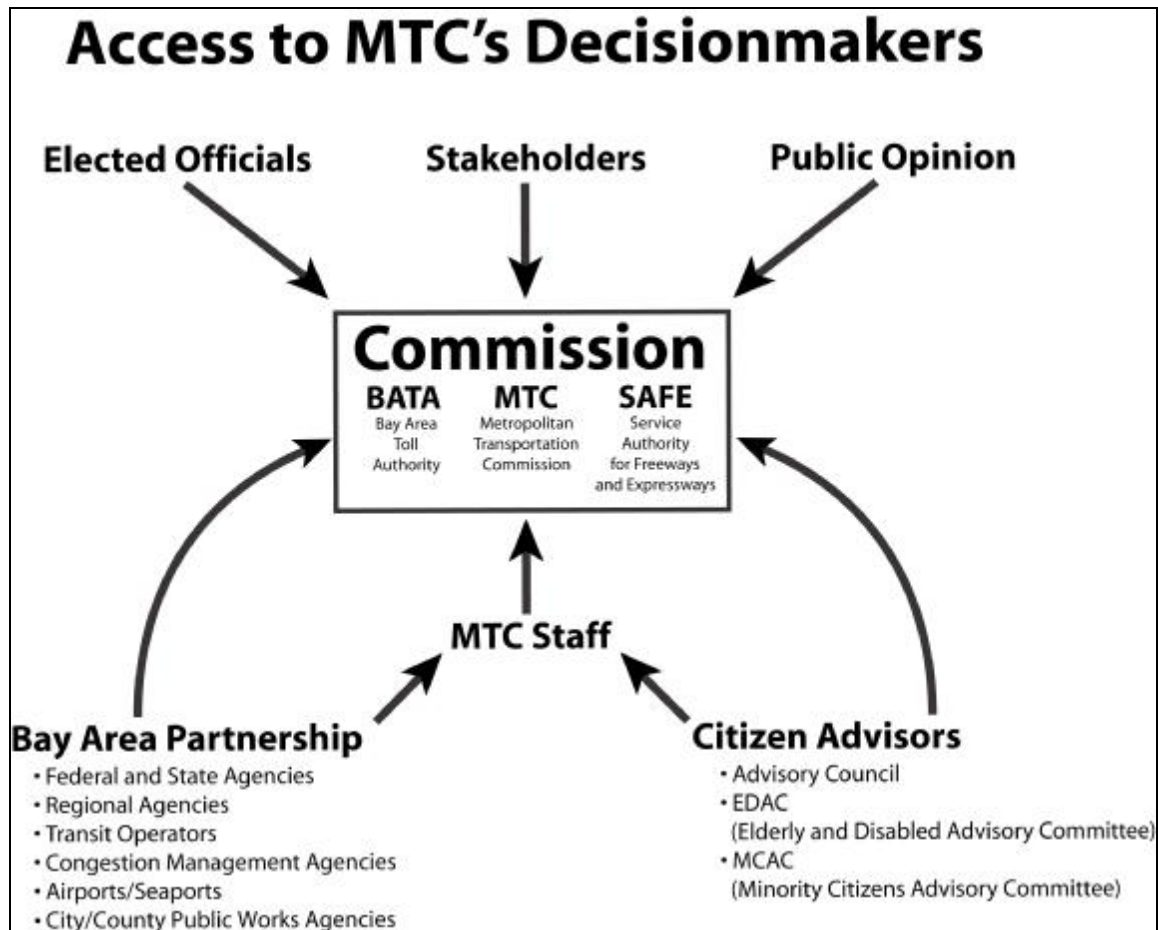 Access to MTC's Decisionmakers
Elected Officials
Stakeholders
Public Opinion
Commission
BATA
Bay Area
Toll
Authority
MTC
Metropolitan
Transportation
Commission
SAFE
Service
Authority
for Freeways
and Expressways
MTC Staff
Bay Area Partnership
• Federal and State Agencies
• Regional Agencies
• Transit Operators
• Congestion Management Agencies
• Airports/Seaports
• City/County Public Works Agencies
Citizen Advisors
• Advisory Council
• EDAC
(Elderly and Disabled Advisory Committee)
• MCAC
(Minority Citizens Advisory Committee)